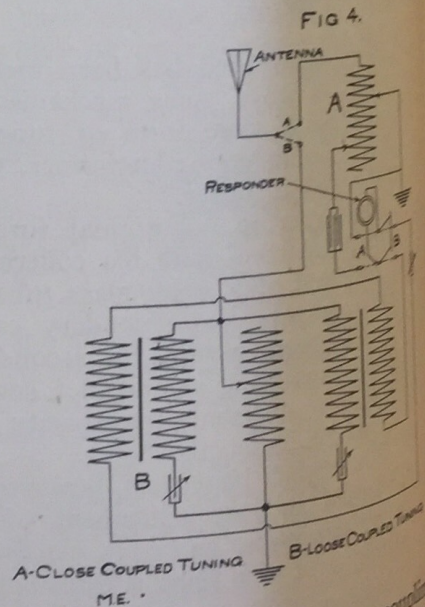 FIG 4.
ANTENNA
A
A
B
RESPONDER
A
B
B
A-CLOSE COUPLED TUNING
B-LOOSE COUPLED TUNING
M.E.